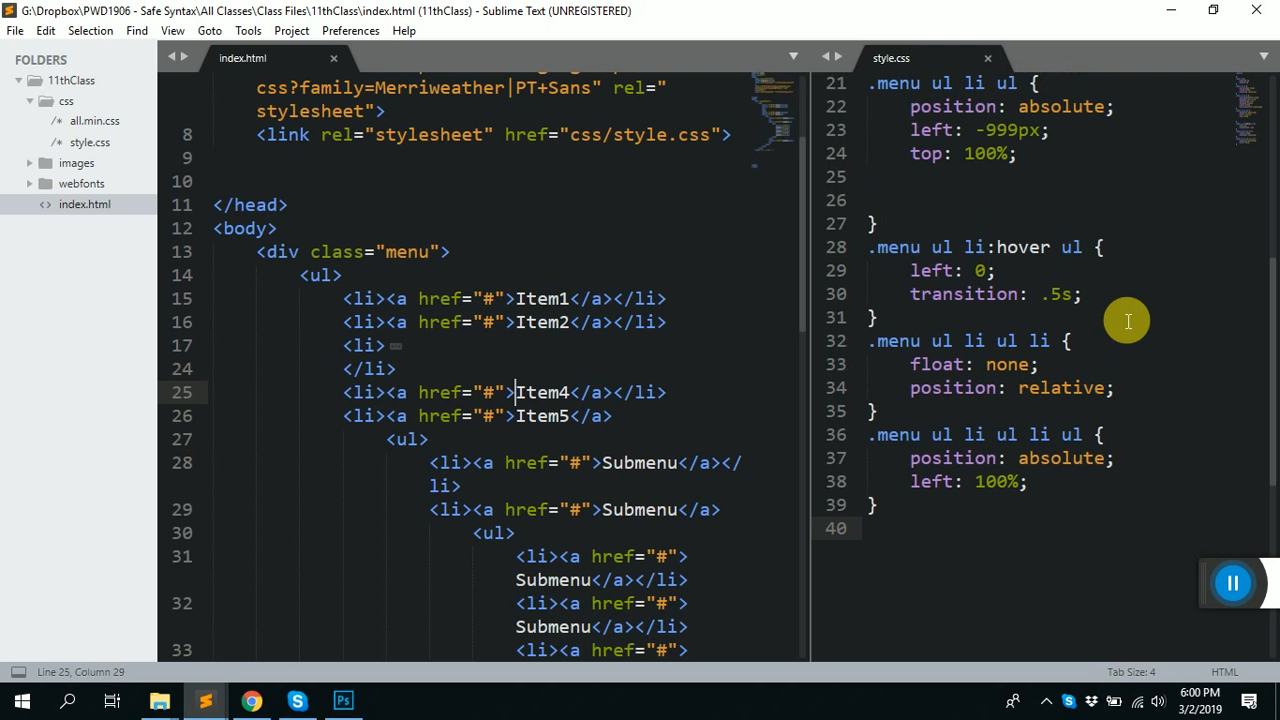 G:\Dropbox\PWD1906 - Safe Syntax\All Classes\Class Files\11thClass\index.html (11thClass) - Sublime Text (UNREGISTERED)
File Edit Selection Find View Goto Tools Project Preferences Help
FOLDERS
11thClass
css
all.min.css
style.css
images
webfonts
index.html
index.html
css?family=Merriweather|PT+Sans" rel="
stylesheet">
8 <link rel="stylesheet" href="css/style.css">
9
10
11 </head>
12 <body>
13 <div class="menu">
14 <ul>
15 <li><a href="#">Item1</a></li>
16 <li><a href="#">Item2</a></li>
17 <li>
24 </li>
25 <li><a href="#">Item4</a></li>
26 <li><a href="#">Item5</a>
27 <ul>
28 <li><a href="#">Submenu</a></
li>
29 <li><a href="#">Submenu</a>
30 <ul>
31 <li><a href="#">
Submenu</a></li>
32 <li><a href="#">
Submenu</a></li>
33 <li><a href="#">
style.css
21 .menu ul li ul {
22 position: absolute;
23 left: -999px;
24 top: 100%;
25
26
27 }
28 .menu ul li:hover ul {
29 left: 0;
30 transition: .5s;
31 }
32 .menu ul li ul li {
33 float: none;
34 position: relative;
35 }
36 .menu ul li ul li ul {
37 position: absolute;
38 left: 100%;
39 }
40
Line 25, Column 29
Tab Size: 4
HTML
6:00 PM
3/2/2019